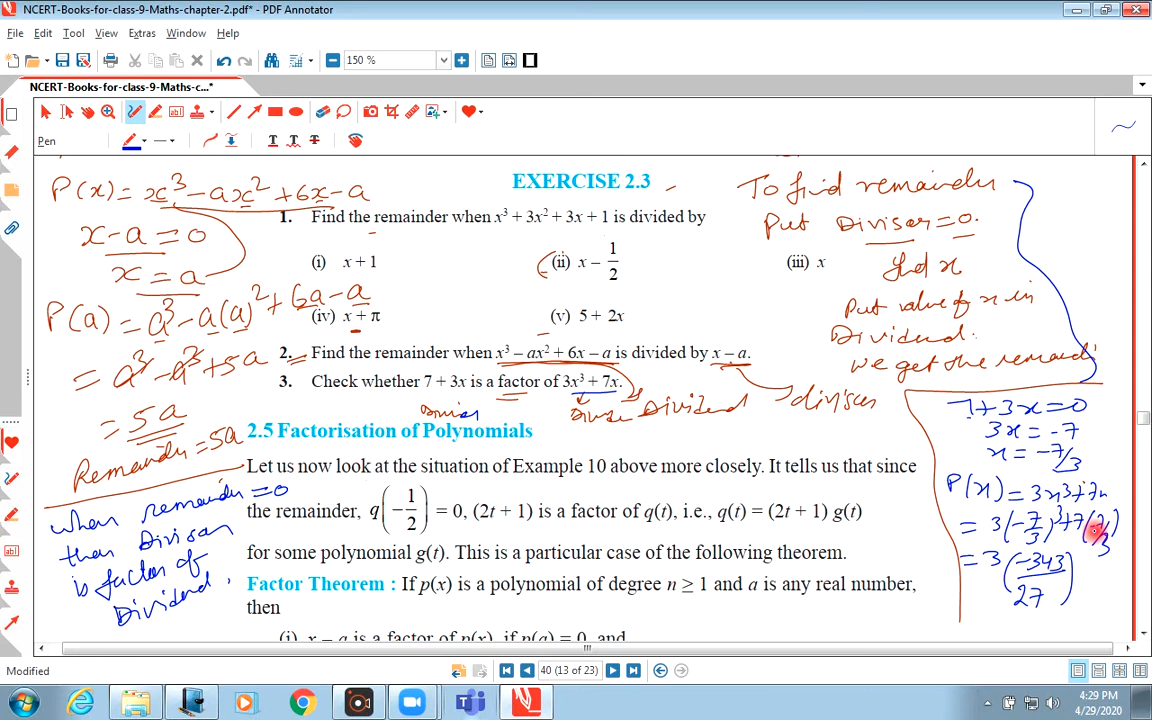 NCERT-Books-for-class-9-Maths-chapter-2.pdf* - PDF Annotator
File Edit Tool View Extras Window Help
150 %
NCERT-Books-for-class-9-Maths-c...*
Pen
EXERCISE 2.3
1. Find the remainder when x³ + 3x² + 3x + 1 is divided by
(i) x + 1 (ii) x – 1/2 (iii) x
(iv) x + π (v) 5 + 2x
2. Find the remainder when x³ – ax² + 6x – a is divided by x – a.
3. Check whether 7 + 3x is a factor of 3x³ + 7x.
2.5 Factorisation of Polynomials
Let us now look at the situation of Example 10 above more closely. It tells us that since
the remainder, q(–1/2) = 0, (2t + 1) is a factor of q(t), i.e., q(t) = (2t + 1) g(t)
for some polynomial g(t). This is a particular case of the following theorem.
Factor Theorem : If p(x) is a polynomial of degree n ≥ 1 and a is any real number,
then
(i) x – a is a factor of p(x), if p(a) = 0, and
P(x) = x³ - ax² + 6x - a
x - a = 0
x = a
P(a) = a³ - a(a)² + 6a - a
= a³ - a³ + 5a
= 5a
Remainder = 5a
when remainder = 0
then Divisor
is factor of
Dividend.
To find remainder
Put Divisor = 0.
find x
Put value of x in
Dividend.
we get the remaind
Dividend
divisor
7 + 3x = 0
3x = -7
x = -7/3
P(x) = 3x³ + 7x
= 3(-7/3)³ + 7(-7/3)
= 3(-343/27)
Modified
40 (13 of 23)
4:29 PM
4/29/2020